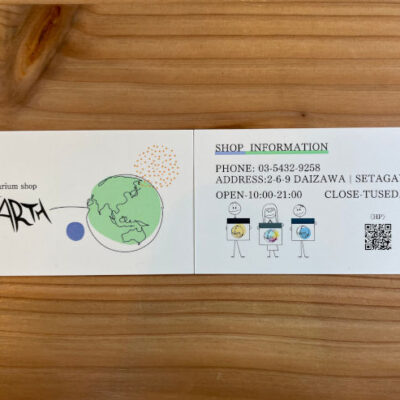 arium shop
ARTH
SHOP INFORMATION
PHONE: 03-5432-9258
ADDRESS:2-6-9 DAIZAWA | SETAGA
OPEN-10:00-21:00 CLOSE-TUSED
(HP)